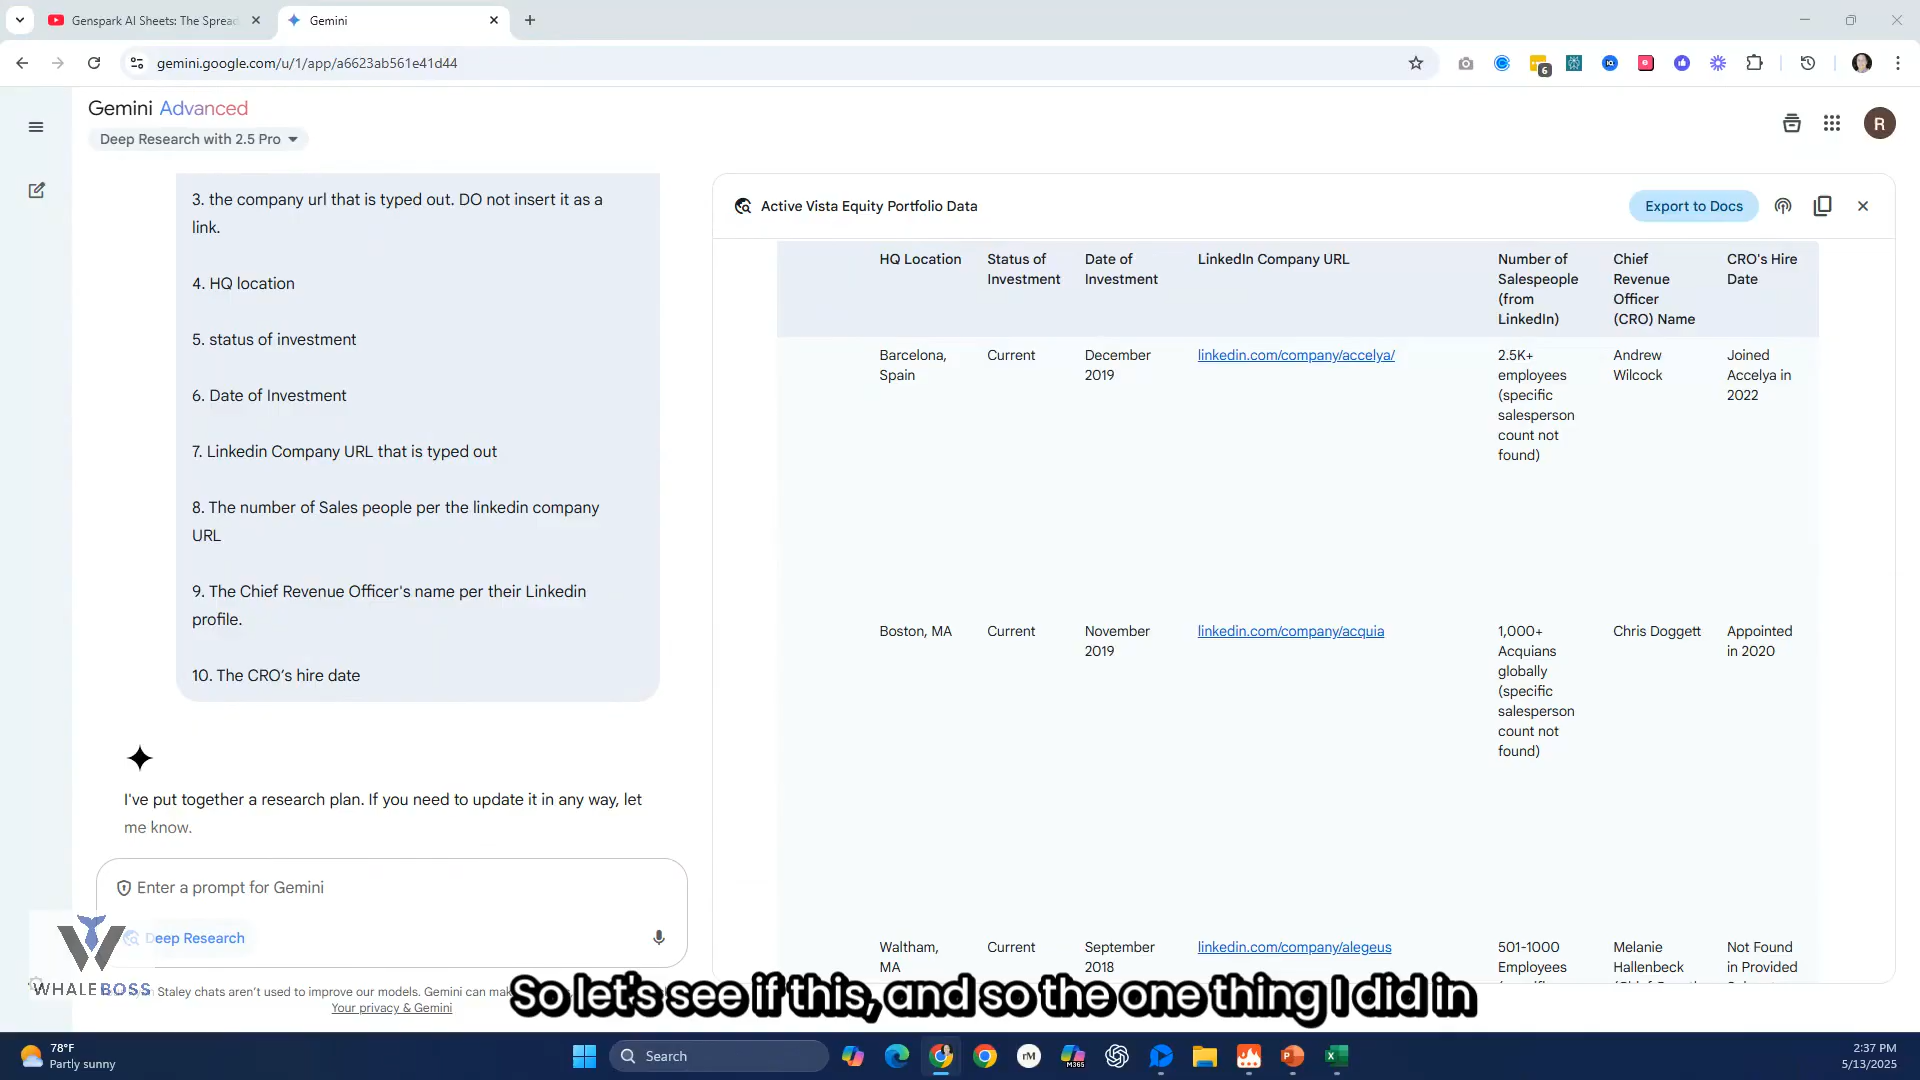 Genspark AI Sheets: The Spread
Gemini
gemini.google.com/u/1/app/a6623ab561e41d44
6
Gemini Advanced
Deep Research with 2.5 Pro
R
3. the company url that is typed out. DO not insert it as a
link.
4. HQ location
5. status of investment
6. Date of Investment
7. Linkedin Company URL that is typed out
8. The number of Sales people per the linkedin company
URL
9. The Chief Revenue Officer's name per their Linkedin
profile.
10. The CRO's hire date
I've put together a research plan. If you need to update it in any way, let
me know.
Enter a prompt for Gemini
Deep Research
Staley chats aren't used to improve our models. Gemini can
Your privacy & Gemini
WHALEBOSS
Active Vista Equity Portfolio Data
Export to Docs
HQ Location
Status of
Investment
Date of
Investment
LinkedIn Company URL
Number of
Salespeople
(from
LinkedIn)
Chief
Revenue
Officer
(CRO) Name
CRO's Hire
Date
Barcelona,
Spain
Current
December
2019
linkedin.com/company/accelya/
2.5K+
employees
(specific
salesperson
count not
found)
Andrew
Wilcock
Joined
Accelya in
2022
Boston, MA
Current
November
2019
linkedin.com/company/acquia
1,000+
Acquians
globally
(specific
salesperson
count not
found)
Chris Doggett
Appointed
in 2020
Waltham,
MA
Current
September
2018
linkedin.com/company/alegeus
501-1000
Employees
Melanie
Hallenbeck
Not Found
in Provided
So let's see if this, and so the one thing I did in
78°F
Partly sunny
Search
rM
M365
2:37 PM
5/13/2025